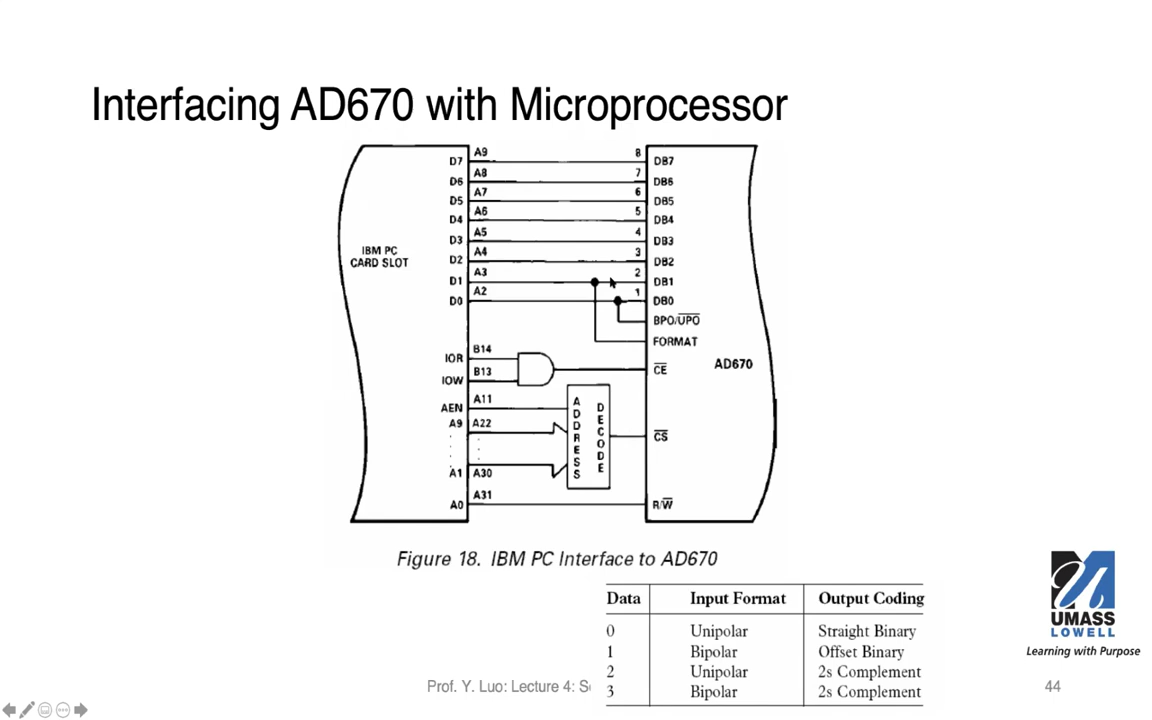 Interfacing AD670 with Microprocessor
A9 8
D7 DB7
A8 7
D6 DB6
A7 6
D5 DB5
A6 5
D4 DB4
A5 4
D3 DB3
A4 3
D2 DB2
A3 2
D1 DB1
A2 1
D0 DB0
IBM PC
CARD SLOT
BPO/UPO
FORMAT
AD670
B14
IOR
CE
B13
IOW
A11
AEN
A9 A22
ADDRESS
DECODE
CS
A1 A30
A31
A0 R/W
Figure 18. IBM PC Interface to AD670
Data Input Format Output Coding
0 Unipolar Straight Binary
1 Bipolar Offset Binary
2 Unipolar 2s Complement
3 Bipolar 2s Complement
Prof. Y. Luo: Lecture 4:
44
UMASS
LOWELL
Learning with Purpose